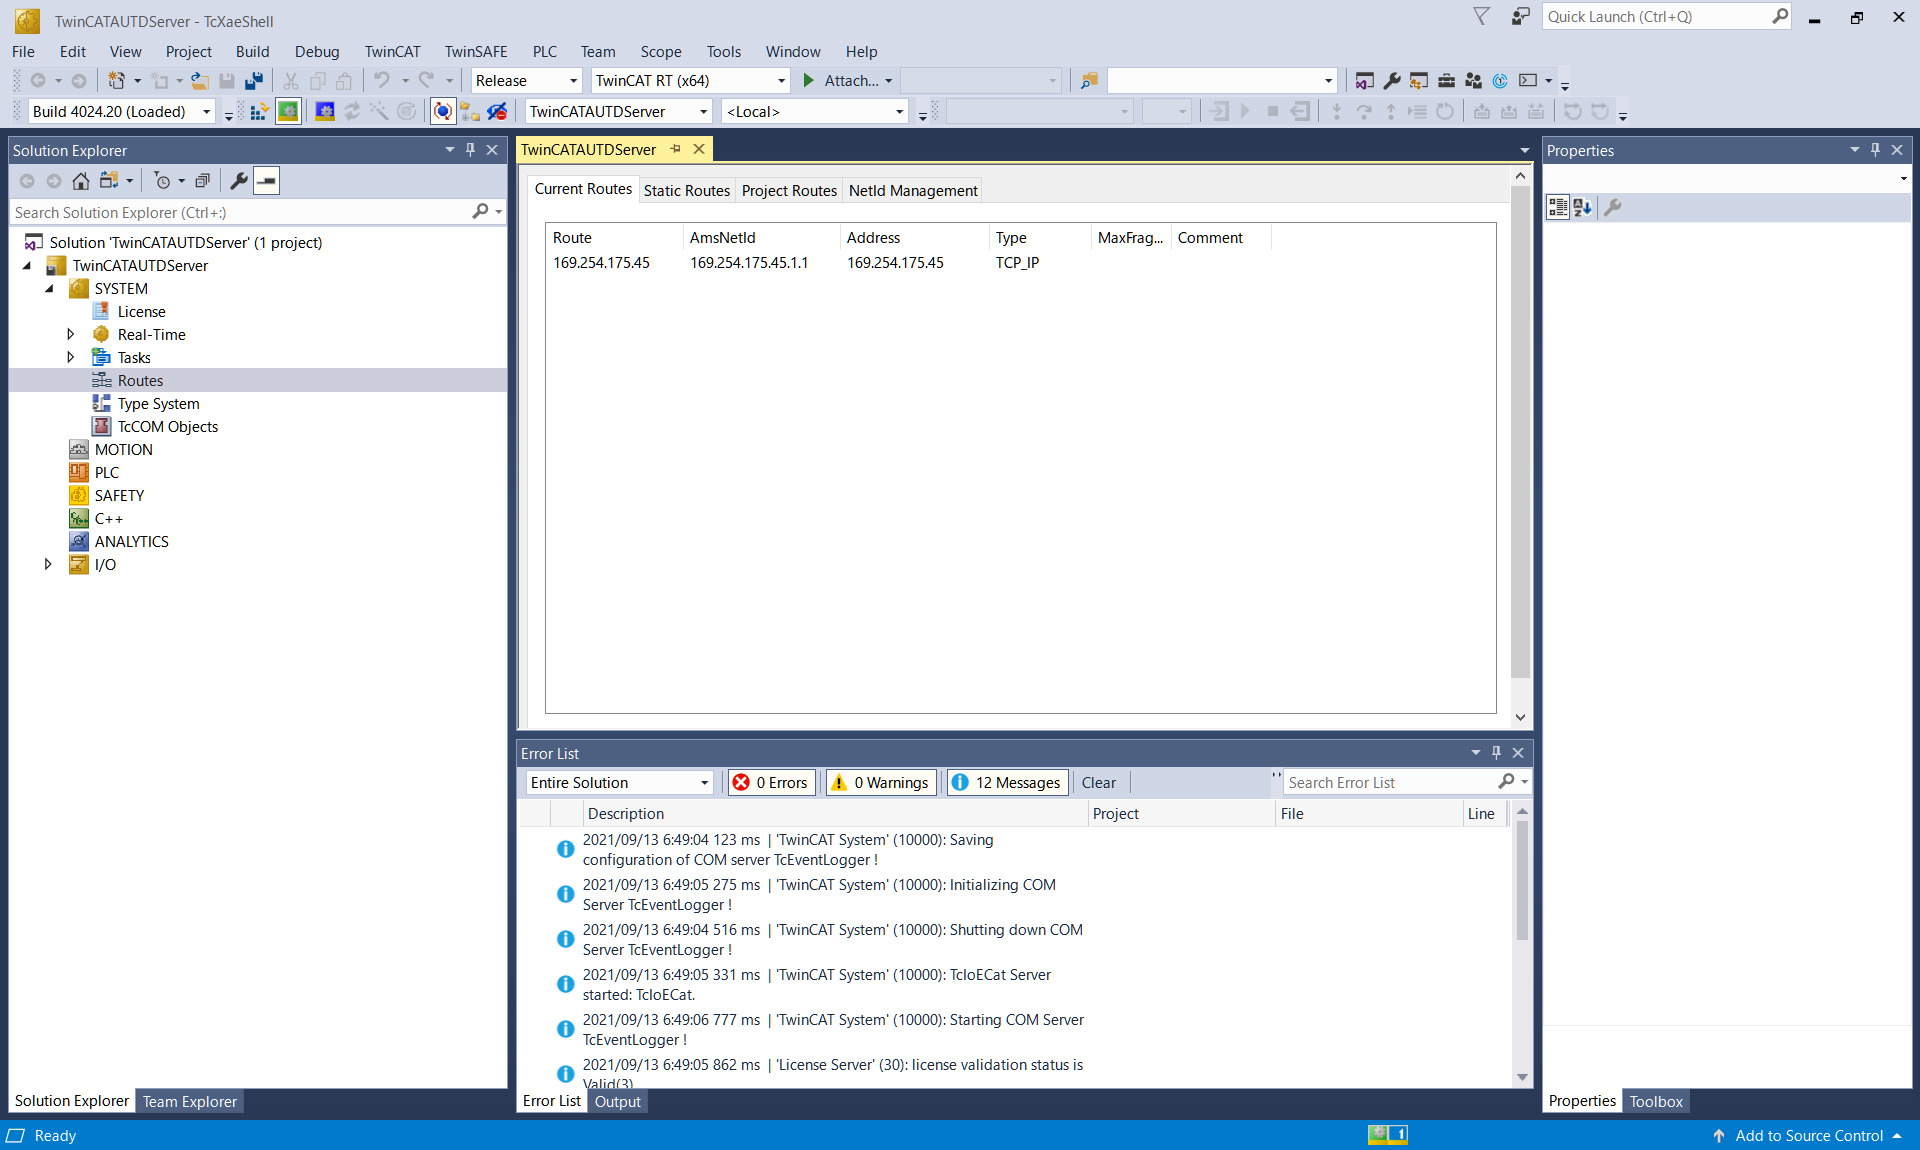 TwinCATAUTDServer - TcXaeShell
Quick Launch (Ctrl+Q)
File Edit View Project Build Debug TwinCAT TwinSAFE PLC Team Scope Tools Window Help
Release TwinCAT RT (x64) Attach...
Build 4024.20 (Loaded) TwinCATAUTDServer <Local>
Solution Explorer
Search Solution Explorer (Ctrl+:)
Solution 'TwinCATAUTDServer' (1 project)
TwinCATAUTDServer
SYSTEM
License
Real-Time
Tasks
Routes
Type System
TcCOM Objects
MOTION
PLC
SAFETY
C++
ANALYTICS
I/O
Solution Explorer Team Explorer
TwinCATAUTDServer
Current Routes Static Routes Project Routes NetId Management
Route AmsNetId Address Type MaxFrag... Comment
169.254.175.45 169.254.175.45.1.1 169.254.175.45 TCP_IP
Error List
Entire Solution 0 Errors 0 Warnings 12 Messages Clear Search Error List
Description Project File Line
2021/09/13 6:49:04 123 ms | 'TwinCAT System' (10000): Saving
configuration of COM server TcEventLogger !
2021/09/13 6:49:05 275 ms | 'TwinCAT System' (10000): Initializing COM
Server TcEventLogger !
2021/09/13 6:49:04 516 ms | 'TwinCAT System' (10000): Shutting down COM
Server TcEventLogger !
2021/09/13 6:49:05 331 ms | 'TwinCAT System' (10000): TcIoECat Server
started: TcIoECat.
2021/09/13 6:49:06 777 ms | 'TwinCAT System' (10000): Starting COM Server
TcEventLogger !
2021/09/13 6:49:05 862 ms | 'License Server' (30): license validation status is
Valid(3)
Error List Output
Properties
Properties Toolbox
Ready
1
Add to Source Control